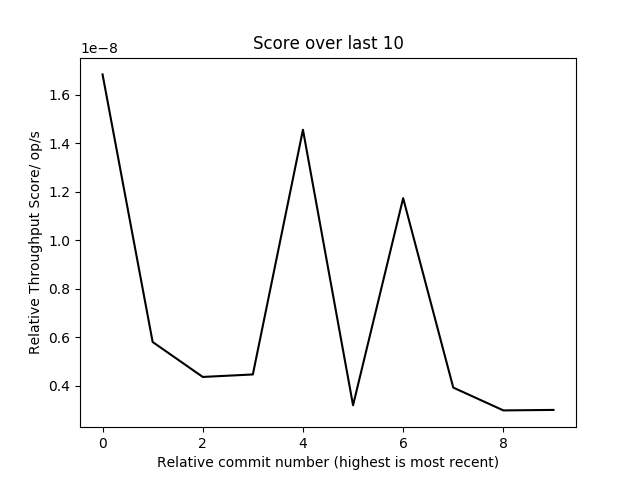 Score over last 10
1e−8
1.6
1.4
1.2
1.0
0.8
0.6
0.4
Relative Throughput Score/ op/s
0 2 4 6 8
Relative commit number (highest is most recent)